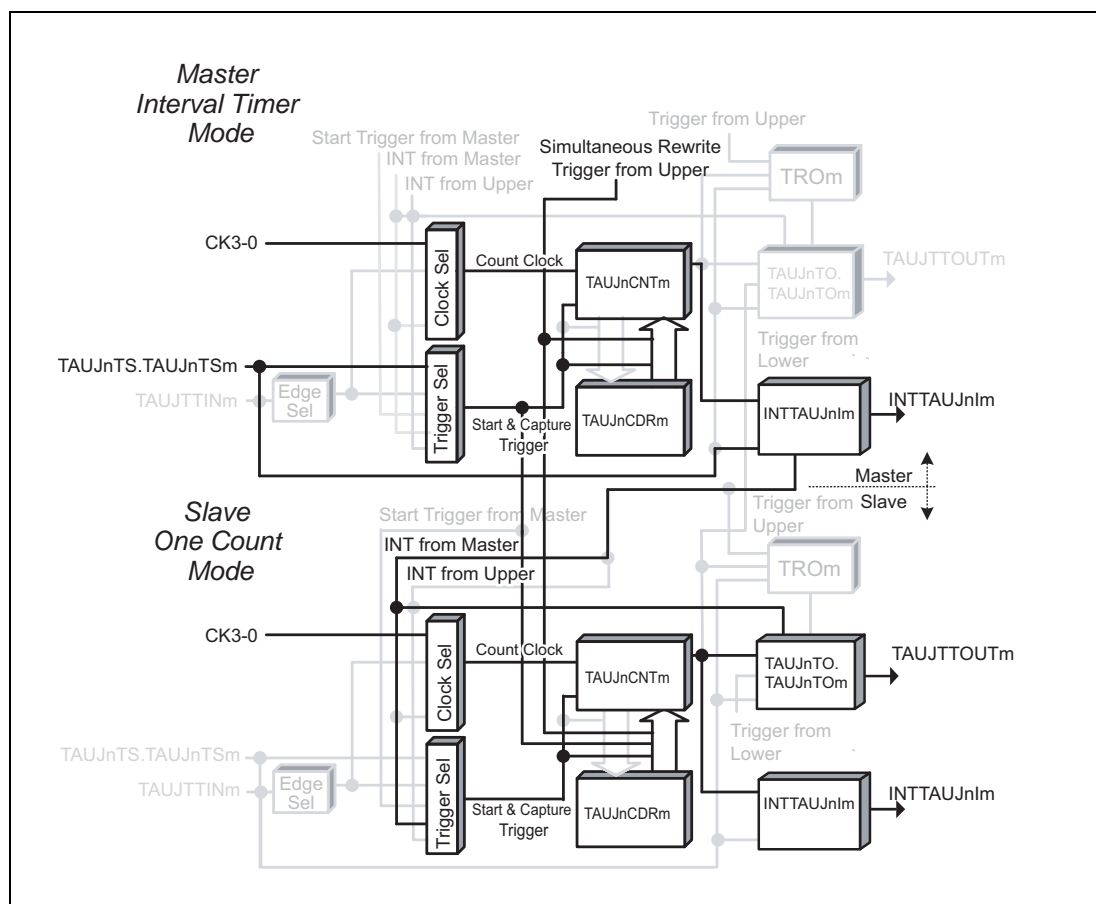 Master
Interval Timer
Mode
Start Trigger from Master
INT from Master
INT from Upper
Simultaneous Rewrite
Trigger from Upper
Trigger from Upper
TROm
CK3-0
Clock Sel
Count Clock
TAUJnCNTm
TAUJnTO.
TAUJnTOm
TAUJTTOUTm
Trigger from
Lower
TAUJnTS.TAUJnTSm
TAUJTTINm
Edge
Sel
Trigger Sel
Start & Capture
Trigger
TAUJnCDRm
INTTAUJnIm
INTTAUJnIm
Master
Slave
Slave
One Count
Mode
Start Trigger from Master
INT from Master
INT from Upper
Trigger from
Upper
TROm
CK3-0
Clock Sel
Count Clock
TAUJnCNTm
TAUJnTO.
TAUJnTOm
TAUJTTOUTm
Trigger from
Lower
TAUJnTS.TAUJnTSm
TAUJTTINm
Edge
Sel
Trigger Sel
Start & Capture
Trigger
TAUJnCDRm
INTTAUJnIm
INTTAUJnIm